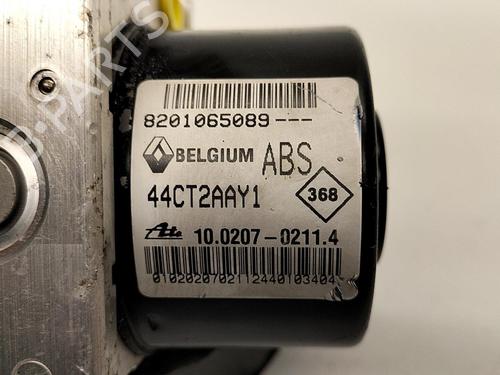 8201065089---
BELGIUM ABS
44CT2AAY1
368
Ate 10.0207-0211.4
0102020702112440103404